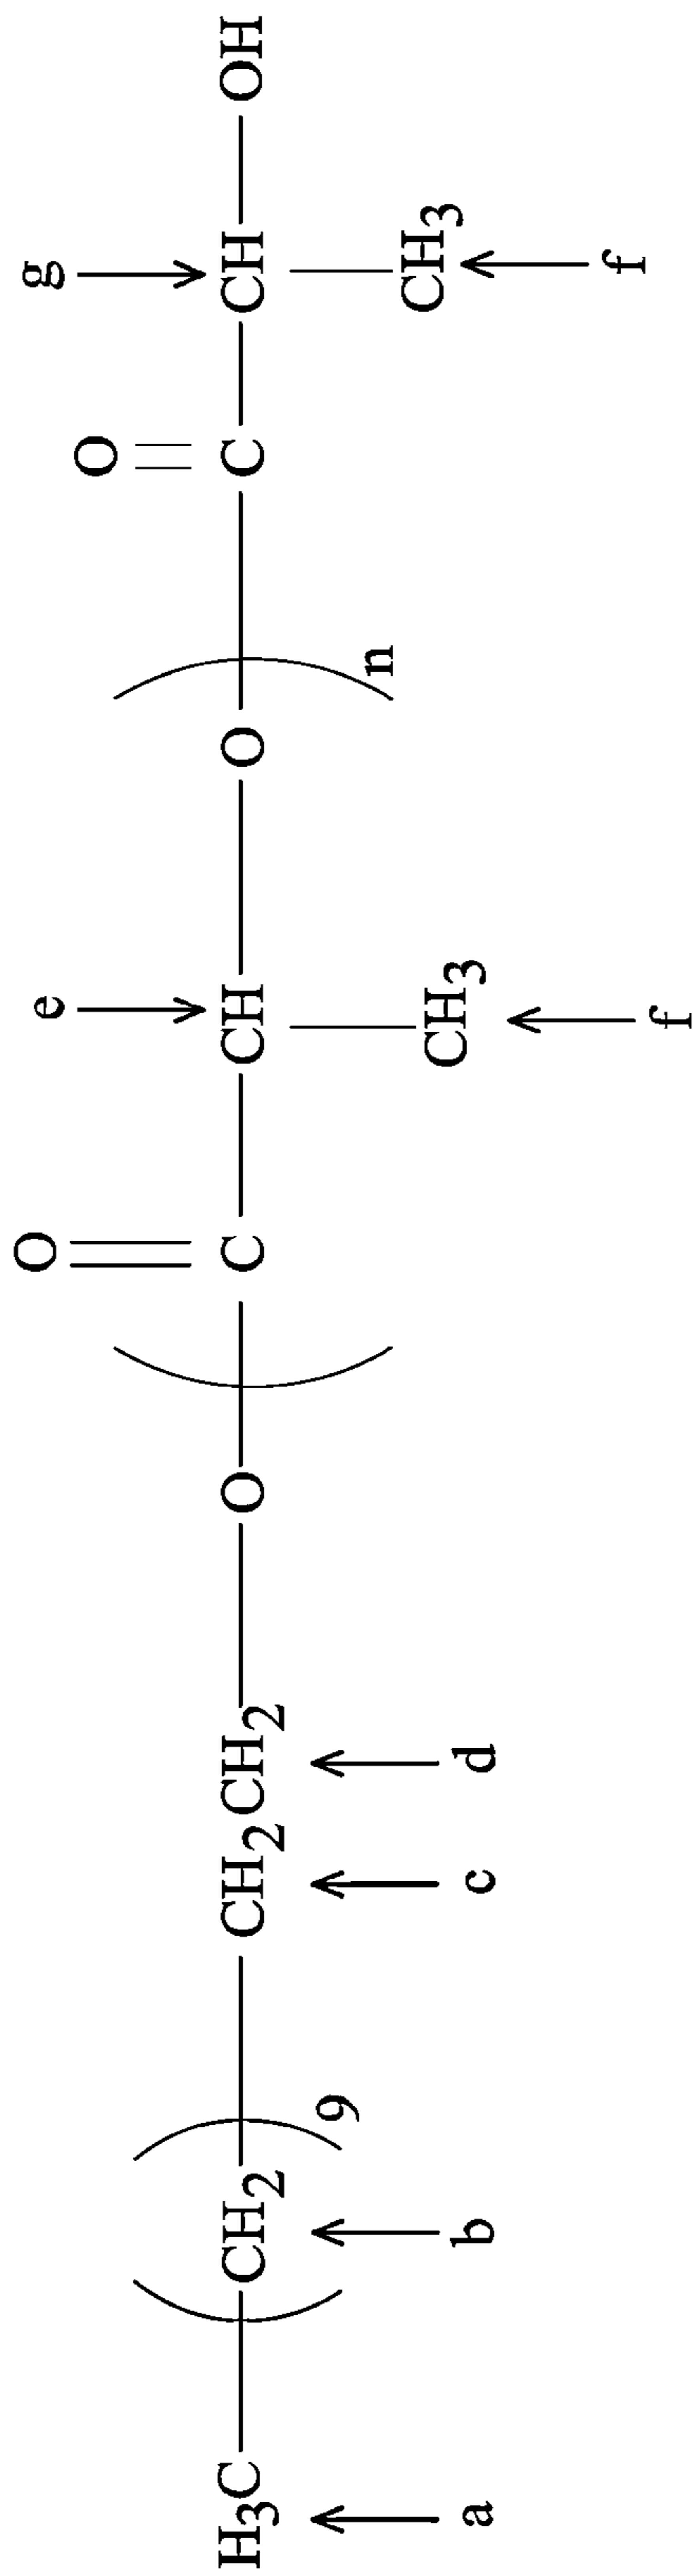 O O g
H3C ( CH2 )9 CH2CH2 O ( C CH O )n C CH OH
e
CH3 CH3
a b c d f f